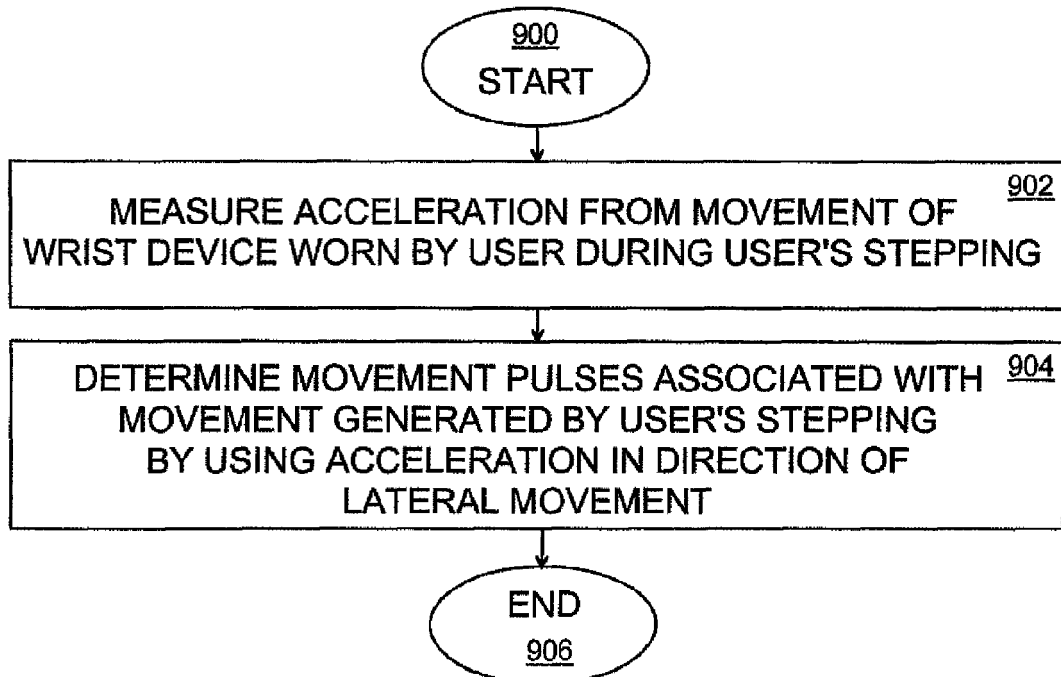 900
START
902
MEASURE ACCELERATION FROM MOVEMENT OF
WRIST DEVICE WORN BY USER DURING USER'S STEPPING
904
DETERMINE MOVEMENT PULSES ASSOCIATED WITH
MOVEMENT GENERATED BY USER'S STEPPING
BY USING ACCELERATION IN DIRECTION OF
LATERAL MOVEMENT
END
906